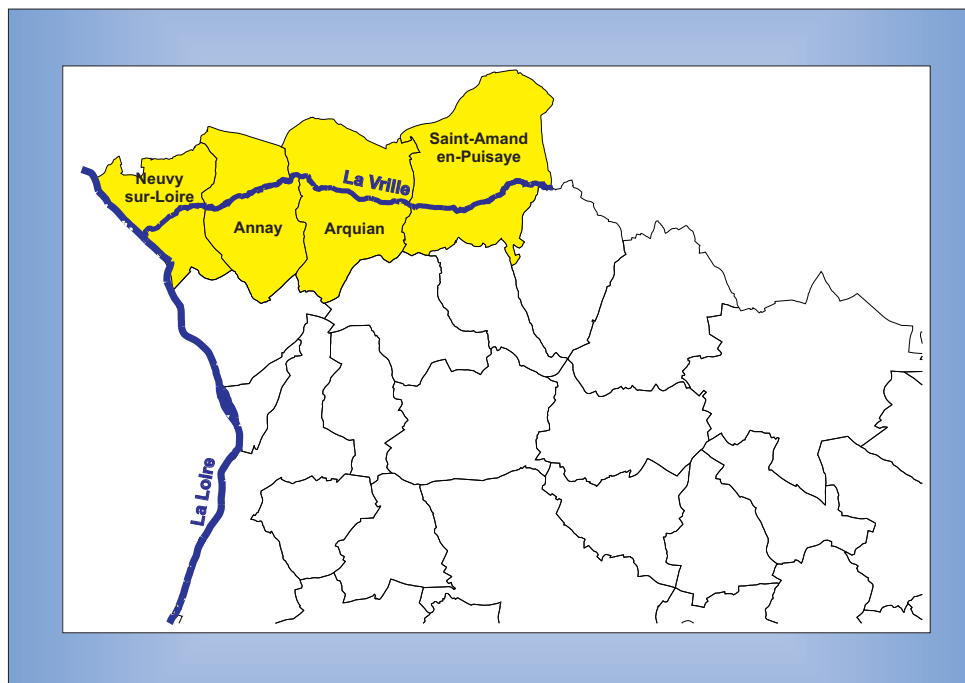 Saint-Amand
en-Puisaye
Neuvy
sur-Loire
La Vrille
Annay
Arquian
La Loire